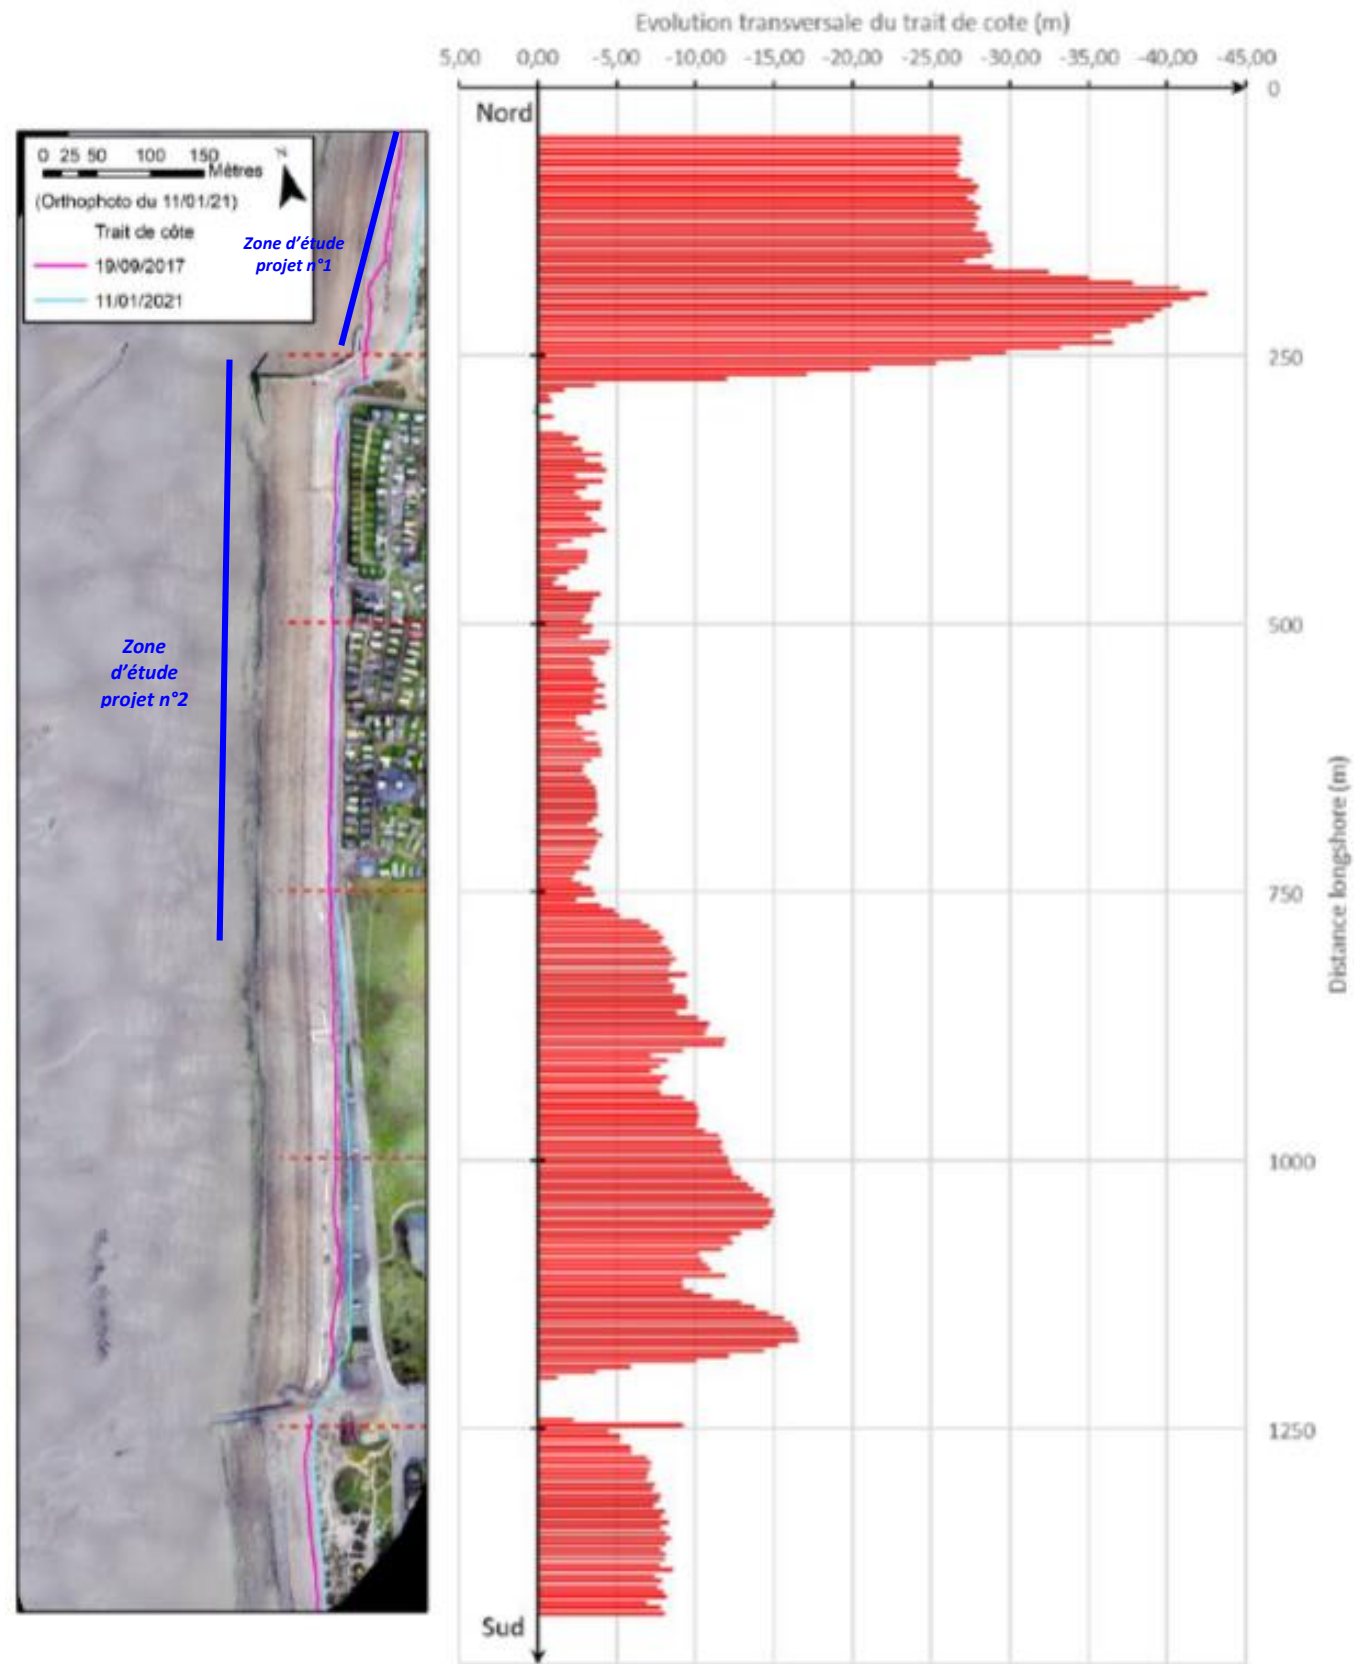 Evolution transversale du trait de cote (m)
5,00 0,00 -5,00 -10,00 -15,00 -20,00 -25,00 -30,00 -35,00 -40,00 -45,00
0
Nord
0 25 50 100 150
Mètres
(Orthophoto du 11/01/21)
Trait de côte
19/09/2017
11/01/2021
Zone d'étude
projet n°1
250
500
Zone
d'étude
projet n°2
750
Distance longshore (m)
1000
1250
Sud